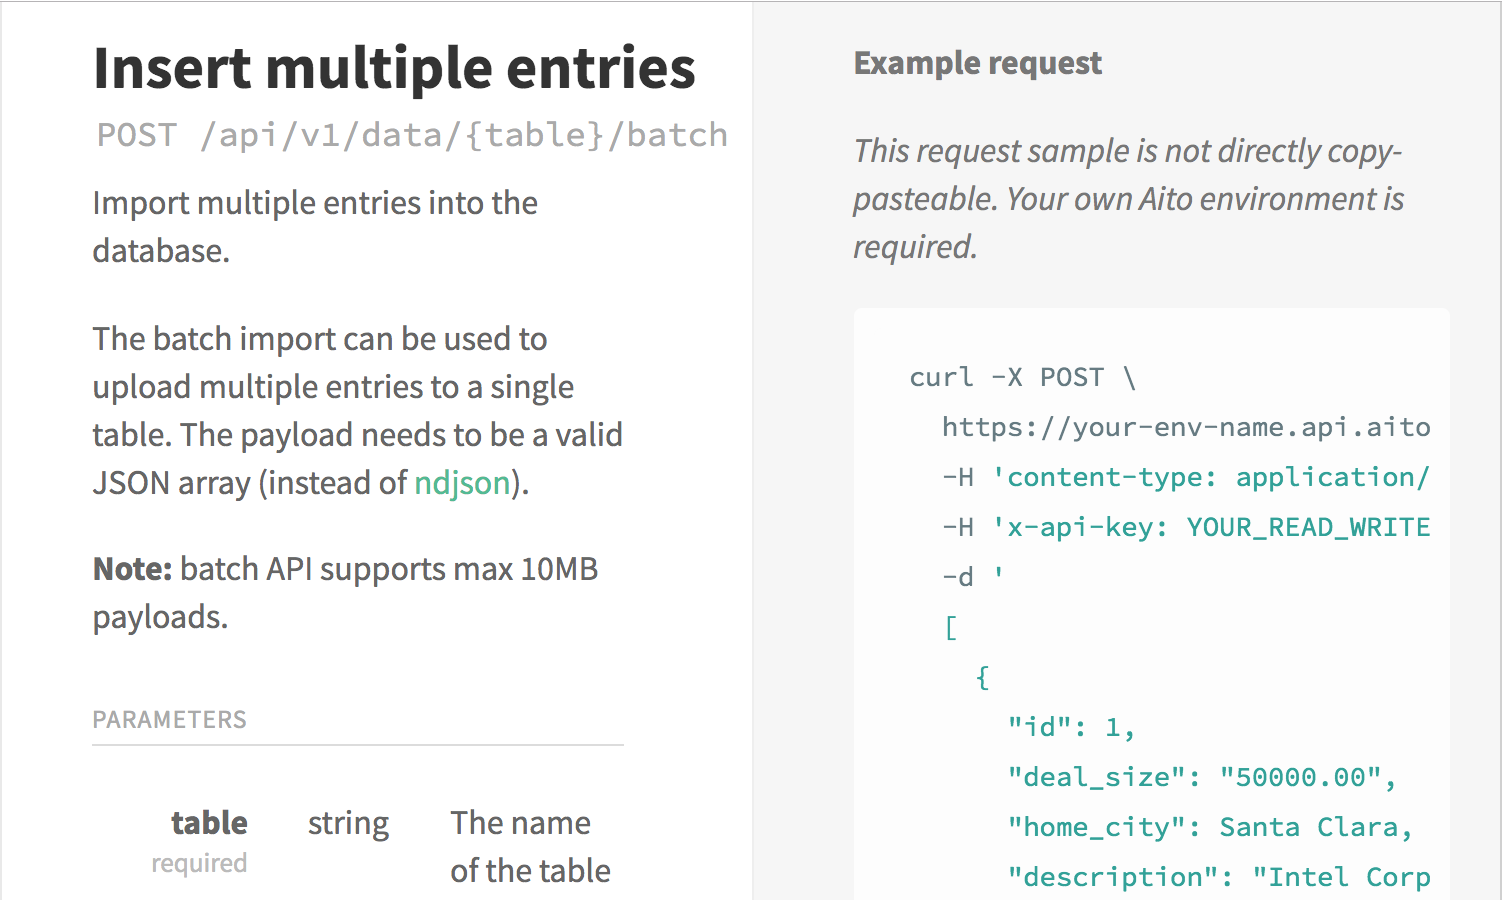 Insert multiple entries
POST /api/v1/data/{table}/batch
Import multiple entries into the
database.
The batch import can be used to
upload multiple entries to a single
table. The payload needs to be a valid
JSON array (instead of ndjson).
Note: batch API supports max 10MB
payloads.
PARAMETERS
table string The name
required of the table
Example request
This request sample is not directly copy-
pasteable. Your own Aito environment is
required.
curl -X POST \
https://your-env-name.api.aito
-H 'content-type: application/
-H 'x-api-key: YOUR_READ_WRITE
-d '
[
{
"id": 1,
"deal_size": "50000.00",
"home_city": Santa Clara,
"description": "Intel Corp